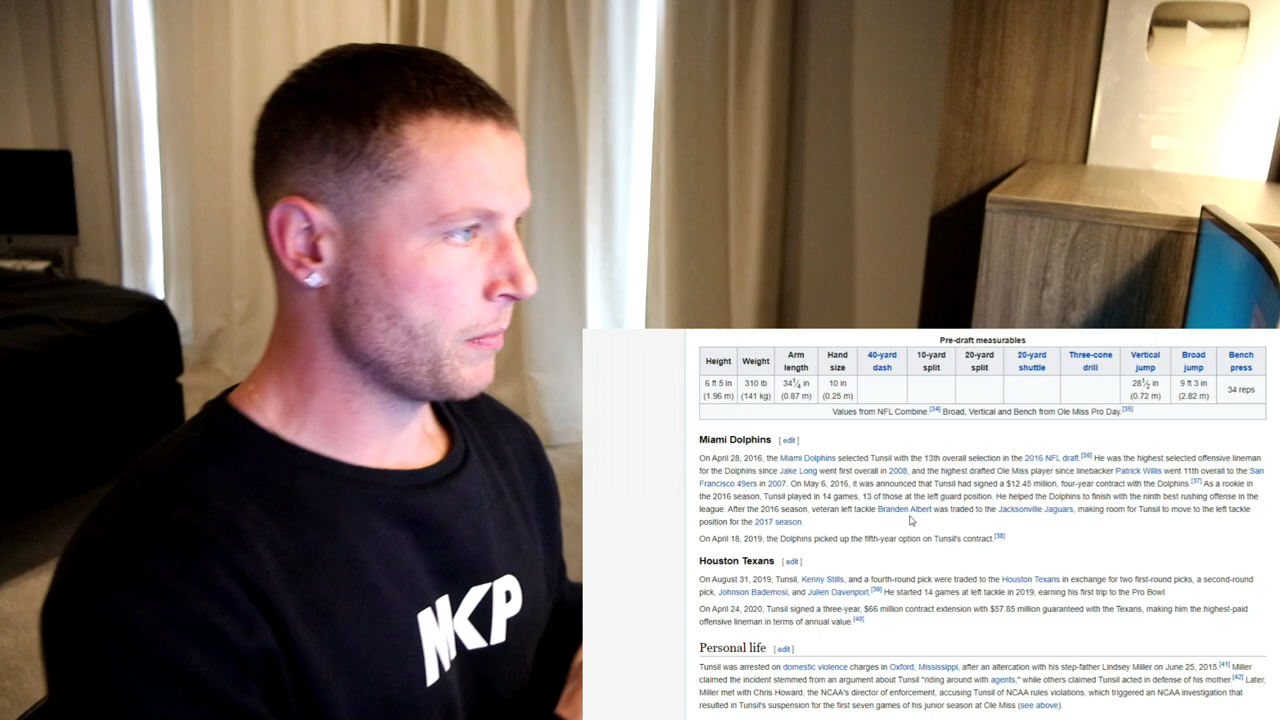 MKP
Pre-draft measurables
Height Weight Arm length Hand size 40-yard dash 10-yard split 20-yard split 20-yard shuttle Three-cone drill Vertical jump Broad jump Bench press
6 ft 5 in (1.96 m) 310 lb (141 kg) 34 1⁄4 in (0.87 m) 10 in (0.25 m) 28 1⁄2 in (0.72 m) 9 ft 3 in (2.82 m) 34 reps
Values from NFL Combine.[34] Broad, Vertical and Bench from Ole Miss Pro Day.[35]
Miami Dolphins [ edit ]
On April 28, 2016, the Miami Dolphins selected Tunsil with the 13th overall selection in the 2016 NFL draft.[36] He was the highest selected offensive lineman
for the Dolphins since Jake Long went first overall in 2008, and the highest drafted Ole Miss player since linebacker Patrick Willis went 11th overall to the San
Francisco 49ers in 2007. On May 6, 2016, it was announced that Tunsil had signed a $12.45 million, four-year contract with the Dolphins.[37] As a rookie in
the 2016 season, Tunsil played in 14 games, 13 of those at the left guard position. He helped the Dolphins to finish with the ninth best rushing offense in the
league. After the 2016 season, veteran left tackle Branden Albert was traded to the Jacksonville Jaguars, making room for Tunsil to move to the left tackle
position for the 2017 season.
On April 18, 2019, the Dolphins picked up the fifth-year option on Tunsil's contract.[38]
Houston Texans [ edit ]
On August 31, 2019, Tunsil, Kenny Stills, and a fourth-round pick were traded to the Houston Texans in exchange for two first-round picks, a second-round
pick, Johnson Bademosi, and Julien Davenport.[39] He started 14 games at left tackle in 2019, earning his first trip to the Pro Bowl.
On April 24, 2020, Tunsil signed a three-year, $66 million contract extension with $57.85 million guaranteed with the Texans, making him the highest-paid
offensive lineman in terms of annual value.[40]
Personal life [ edit ]
Tunsil was arrested on domestic violence charges in Oxford, Mississippi, after an altercation with his step-father Lindsey Miller on June 25, 2015.[41] Miller
claimed the incident stemmed from an argument about Tunsil "riding around with agents," while others claimed Tunsil acted in defense of his mother.[42] Later,
Miller met with Chris Howard, the NCAA's director of enforcement, accusing Tunsil of NCAA rules violations, which triggered an NCAA investigation that
resulted in Tunsil's suspension for the first seven games of his junior season at Ole Miss (see above).